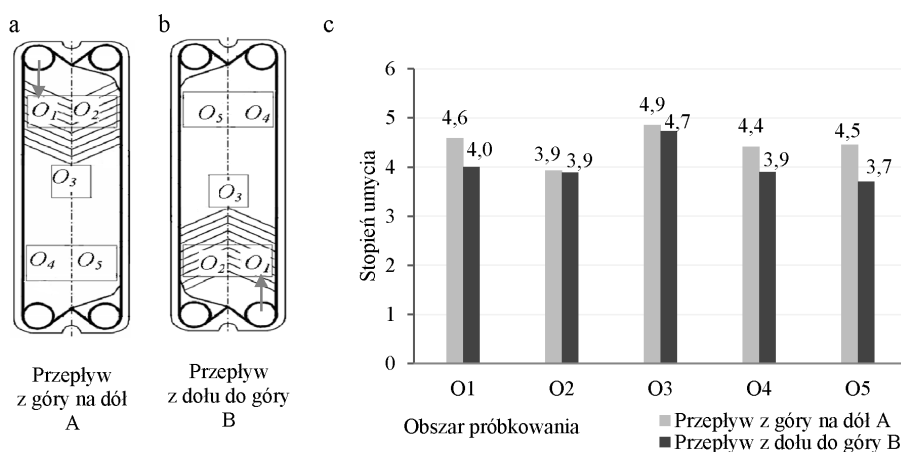 a
O1 O2
O3
O4 O5
Przepływ
z góry na dół
A
b
O5 O4
O3
O2 O1
Przepływ
z dołu do góry
B
c
Stopień umycia
6
5
4
3
2
1
0
4,6 4,0 3,9 3,9 4,9 4,7 4,4 3,9 4,5 3,7
O1 O2 O3 O4 O5
Obszar próbkowania
Przepływ z góry na dół A
Przepływ z dołu do góry B